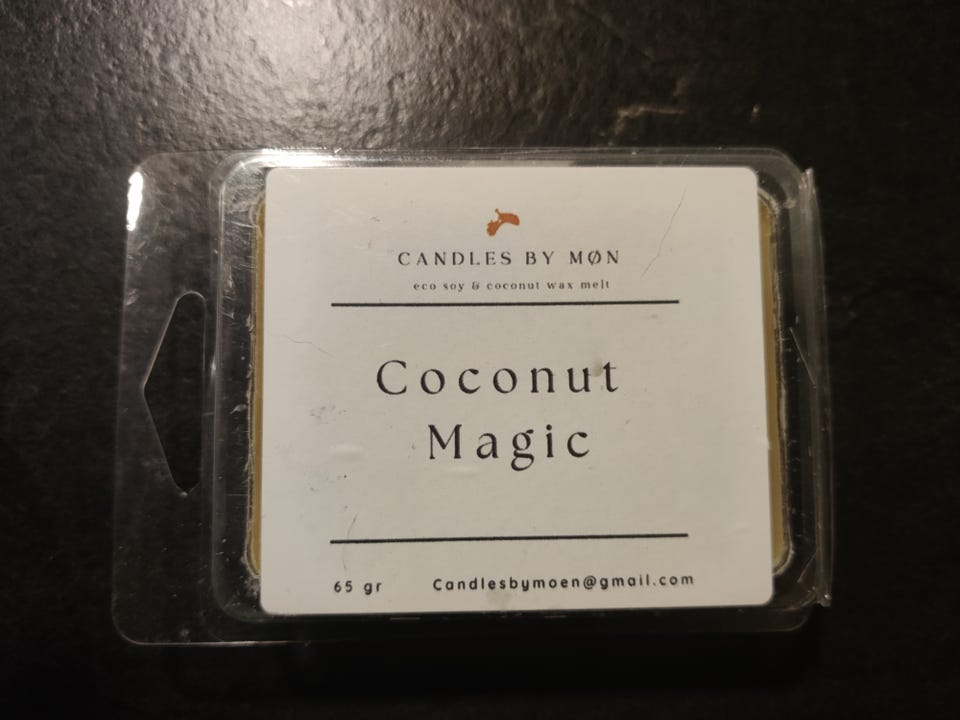 CANDLES BY MØN
eco soy & coconut wax melt
Coconut
Magic
65 gr Candlesbymoen@gmail.com